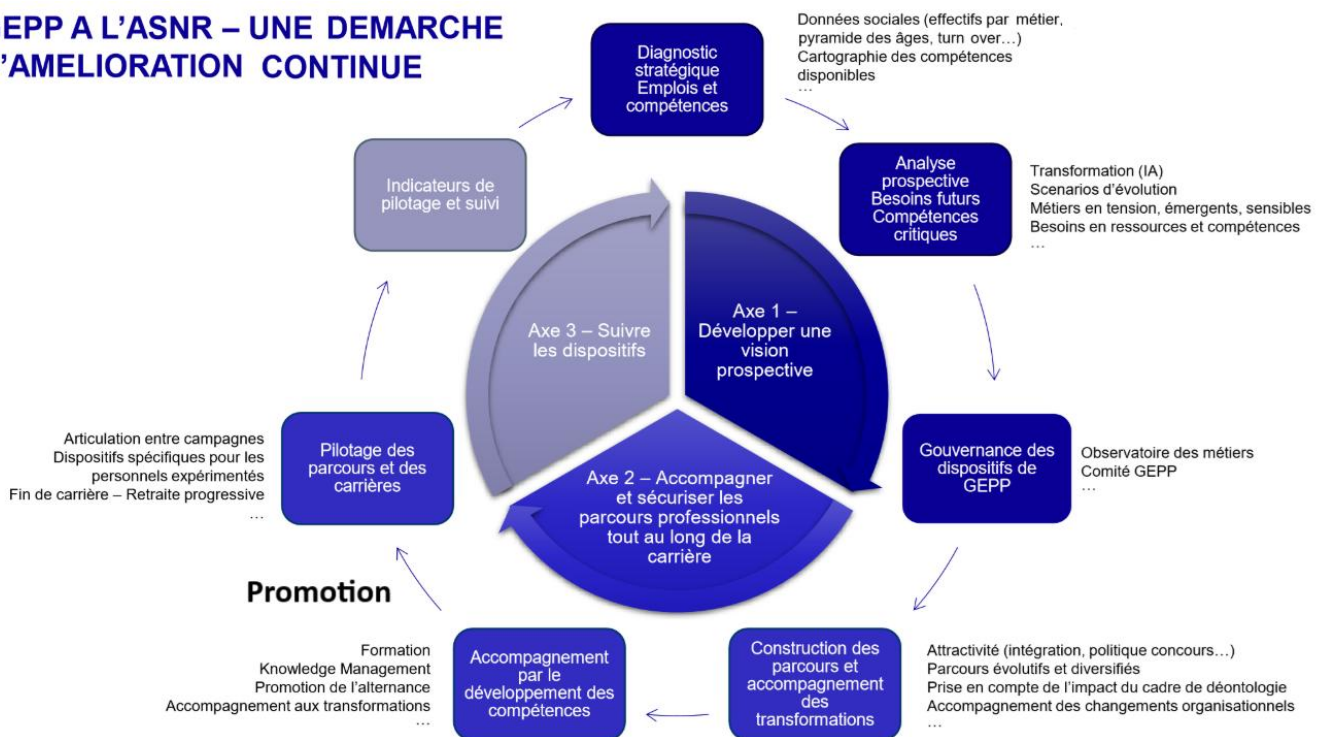 EPP A L'ASNR – UNE DEMARCHE
'AMELIORATION CONTINUE
Diagnostic
stratégique
Emplois et
compétences
Données sociales (effectifs par métier,
pyramide des âges, turn over…)
Cartographie des compétences
disponibles
…
Analyse
prospective
Besoins futurs
Compétences
critiques
Transformation (IA)
Scenarios d'évolution
Métiers en tension, émergents, sensibles
Besoins en ressources et compétences
…
Indicateurs de
pilotage et suivi
Axe 3 – Suivre
les dispositifs
Axe 1 –
Développer une
vision
prospective
Axe 2 – Accompagner
et sécuriser les
parcours professionnels
tout au long de la
carrière
Gouvernance des
dispositifs de
GEPP
Observatoire des métiers
Comité GEPP
…
Construction des
parcours et
accompagnement
des
transformations
Attractivité (intégration, politique concours…)
Parcours évolutifs et diversifiés
Prise en compte de l'impact du cadre de déontologie
Accompagnement des changements organisationnels
…
Accompagnement
par le
développement des
compétences
Formation
Knowledge Management
Promotion de l'alternance
Accompagnement aux transformations
…
Promotion
Pilotage des
parcours et des
carrières
Articulation entre campagnes
Dispositifs spécifiques pour les
personnels expérimentés
Fin de carrière – Retraite progressive
…